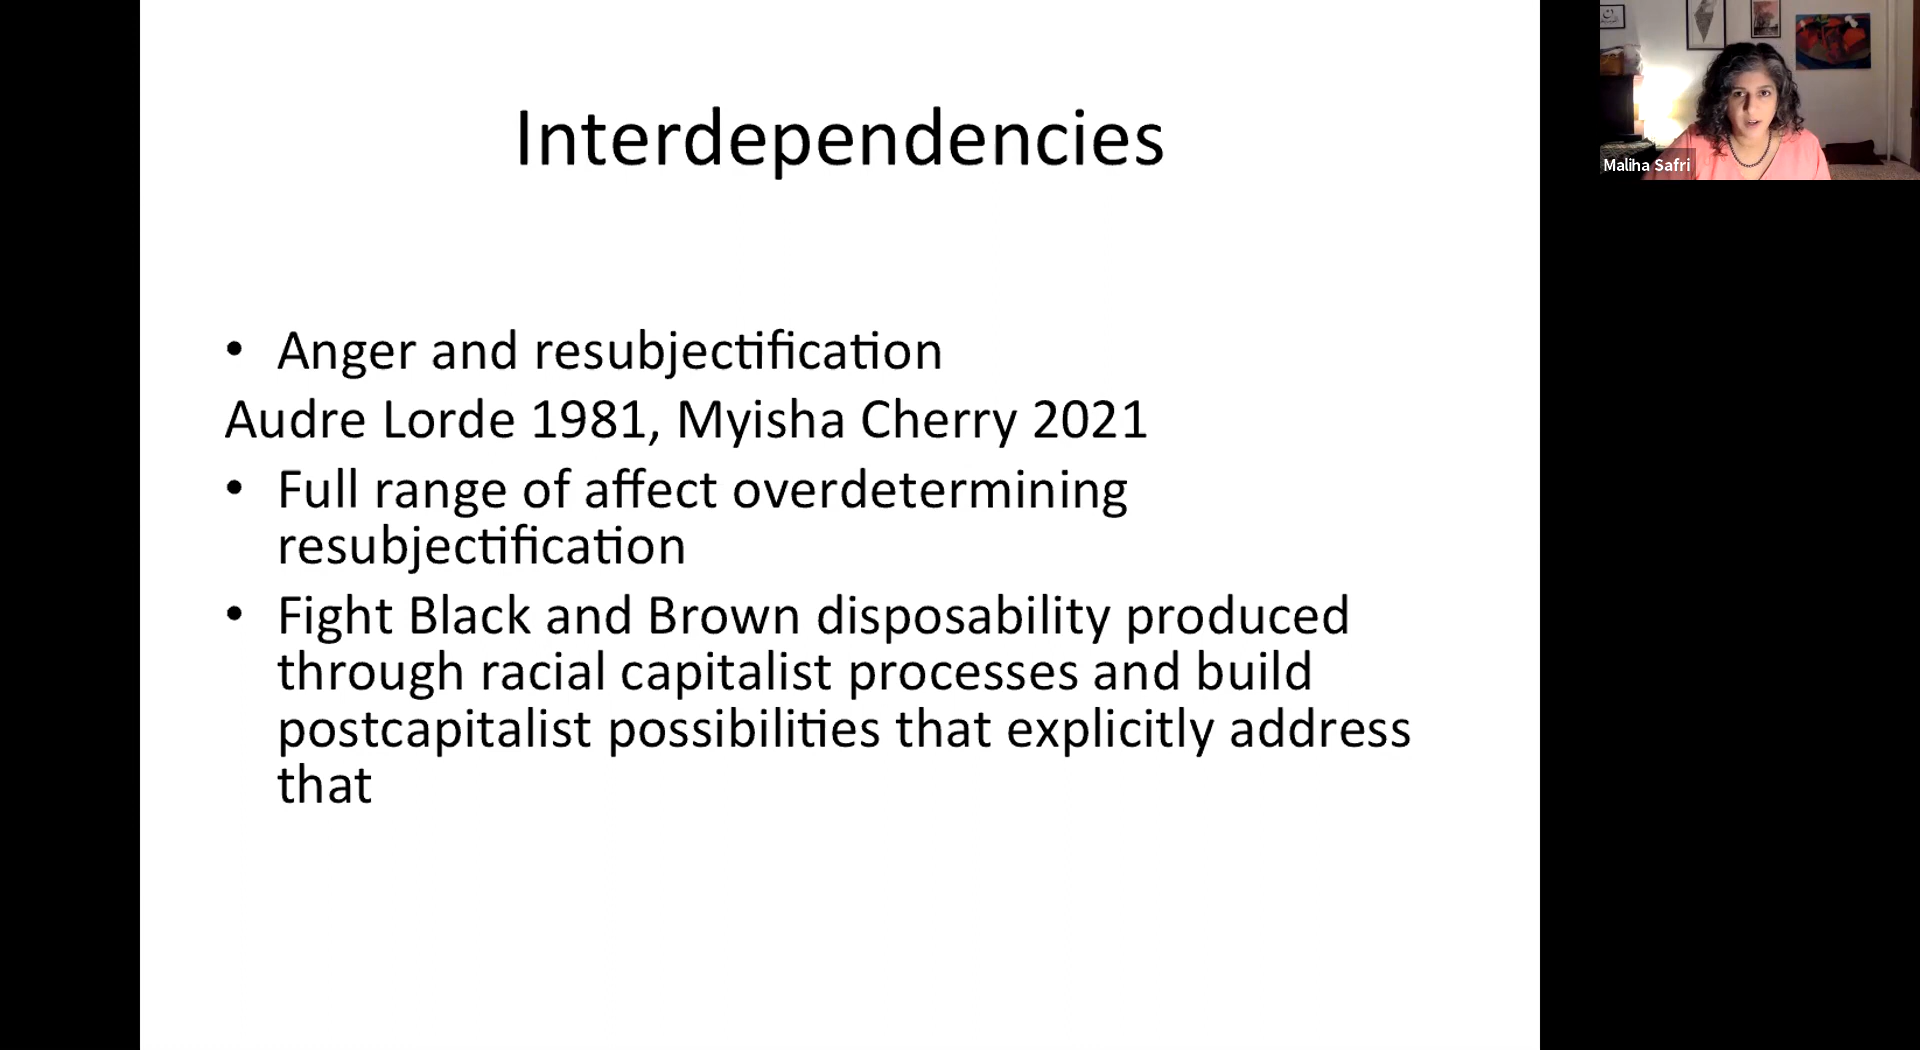 Interdependencies
• Anger and resubjectification
Audre Lorde 1981, Myisha Cherry 2021
• Full range of affect overdetermining
resubjectification
• Fight Black and Brown disposability produced
through racial capitalist processes and build
postcapitalist possibilities that explicitly address
that
Maliha Safri